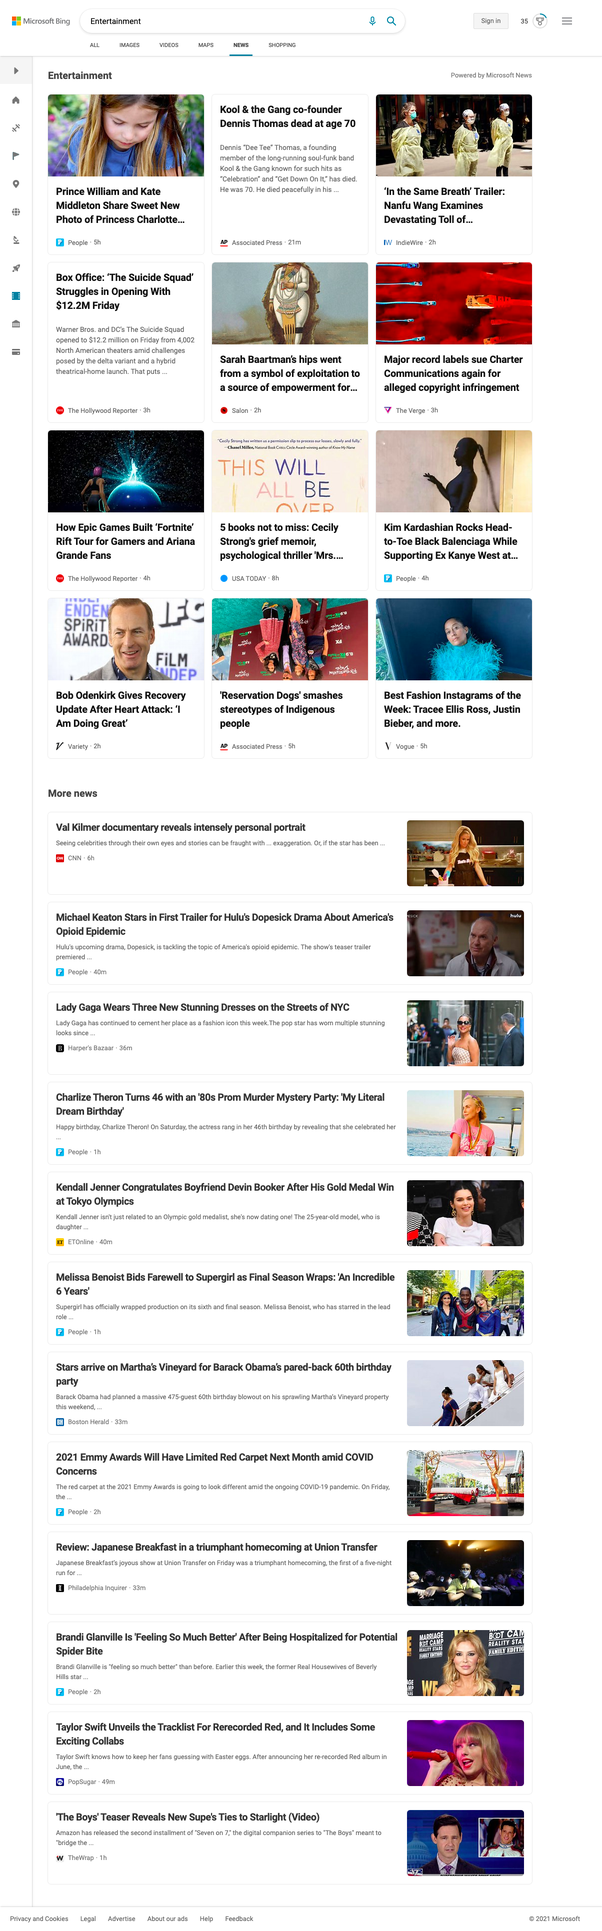 Microsoft Bing
Entertainment
Sign in
35
ALL
IMAGES
VIDEOS
MAPS
NEWS
SHOPPING
Entertainment
Powered by Microsoft News
Prince William and Kate
Middleton Share Sweet New
Photo of Princess Charlotte...
People · 5h
Kool & the Gang co-founder
Dennis Thomas dead at age 70
Dennis "Dee Tee" Thomas, a founding
member of the long-running soul-funk band
Kool & the Gang known for such hits as
"Celebration" and "Get Down On It," has died.
He was 70. He died peacefully in his ...
AP Associated Press · 21m
'In the Same Breath' Trailer:
Nanfu Wang Examines
Devastating Toll of...
IW IndieWire · 2h
Box Office: 'The Suicide Squad'
Struggles in Opening With
$12.2M Friday
Warner Bros. and DC's The Suicide Squad
opened to $12.2 million on Friday from 4,002
North American theaters amid challenges
posed by the delta variant and a hybrid
theatrical-home launch. That puts ...
The Hollywood Reporter · 3h
Sarah Baartman's hips went
from a symbol of exploitation to
a source of empowerment for...
Salon · 2h
Major record labels sue Charter
Communications again for
alleged copyright infringement
The Verge · 3h
How Epic Games Built 'Fortnite'
Rift Tour for Gamers and Ariana
Grande Fans
The Hollywood Reporter · 4h
"Cecily Strong has written us a permission slip to process our losses, slowly and fully."
THIS WILL
ALL BE
OVER
5 books not to miss: Cecily
Strong's grief memoir,
psychological thriller 'Mrs....
USA TODAY · 8h
Kim Kardashian Rocks Head-
to-Toe Black Balenciaga While
Supporting Ex Kanye West at...
People · 4h
SPIRIT
AWARD
FILM
Bob Odenkirk Gives Recovery
Update After Heart Attack: 'I
Am Doing Great'
Variety · 2h
'Reservation Dogs' smashes
stereotypes of Indigenous
people
AP Associated Press · 5h
Best Fashion Instagrams of the
Week: Tracee Ellis Ross, Justin
Bieber, and more.
Vogue · 5h
More news
Val Kilmer documentary reveals intensely personal portrait
Seeing celebrities through their own eyes and stories can be fraught with ... exaggeration. Or, if the star has been ...
CNN · 6h
Michael Keaton Stars in First Trailer for Hulu's Dopesick Drama About America's
Opioid Epidemic
Hulu's upcoming drama, Dopesick, is tackling the topic of America's opioid epidemic. The show's teaser trailer
premiered ...
People · 40m
hulu
Lady Gaga Wears Three New Stunning Dresses on the Streets of NYC
Lady Gaga has continued to cement her place as a fashion icon this week.The pop star has worn multiple stunning
looks since ...
Harper's Bazaar · 36m
Charlize Theron Turns 46 with an '80s Prom Murder Mystery Party: 'My Literal
Dream Birthday'
Happy birthday, Charlize Theron! On Saturday, the actress rang in her 46th birthday by revealing that she celebrated her
...
People · 1h
Kendall Jenner Congratulates Boyfriend Devin Booker After His Gold Medal Win
at Tokyo Olympics
Kendall Jenner isn't just related to an Olympic gold medalist, she's now dating one! The 25-year-old model, who is
daughter ...
ET ETOnline · 40m
Melissa Benoist Bids Farewell to Supergirl as Final Season Wraps: 'An Incredible
6 Years'
Supergirl has officially wrapped production on its sixth and final season. Melissa Benoist, who has starred in the lead
role ...
People · 1h
Stars arrive on Martha's Vineyard for Barack Obama's pared-back 60th birthday
party
Barack Obama had planned a massive 475-guest 60th birthday blowout on his sprawling Martha's Vineyard property
this weekend, ...
Boston Herald · 33m
2021 Emmy Awards Will Have Limited Red Carpet Next Month amid COVID
Concerns
The red carpet at the 2021 Emmy Awards is going to look different amid the ongoing COVID-19 pandemic. On Friday,
the ...
People · 2h
Review: Japanese Breakfast in a triumphant homecoming at Union Transfer
Japanese Breakfast's joyous show at Union Transfer on Friday was a triumphant homecoming, the first of a five-night
run for ...
Philadelphia Inquirer · 33m
Brandi Glanville Is 'Feeling So Much Better' After Being Hospitalized for Potential
Spider Bite
Brandi Glanville is "feeling so much better" than before. Earlier this week, the former Real Housewives of Beverly
Hills star ...
People · 2h
MARRIAGE
BOOT CAMP
REALITY STARS
FAMILY EDITION
Taylor Swift Unveils the Tracklist For Rerecorded Red, and It Includes Some
Exciting Collabs
Taylor Swift knows how to keep her fans guessing with Easter eggs. After announcing her re-recorded Red album in
June, the ...
PopSugar · 49m
'The Boys' Teaser Reveals New Supe's Ties to Starlight (Video)
Amazon has released the second installment of "Seven on 7," the digital companion series to "The Boys" meant to
"bridge the ...
TheWrap · 1h
Privacy and Cookies
Legal
Advertise
About our ads
Help
Feedback
© 2021 Microsoft